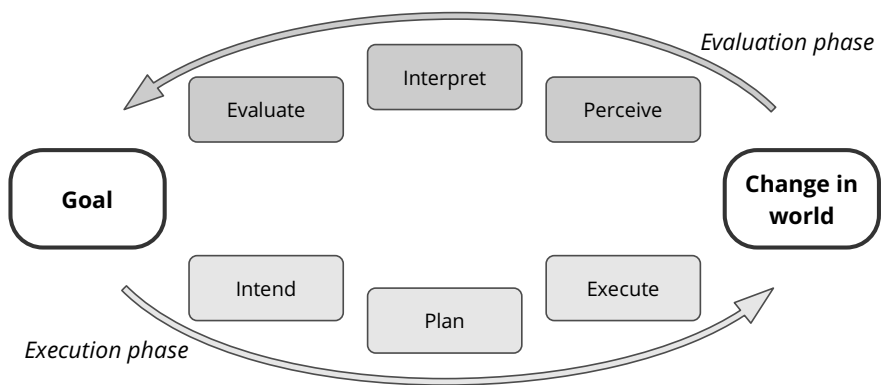 Evaluation phase
Interpret
Evaluate
Perceive
Goal
Change in
world
Intend
Execute
Plan
Execution phase